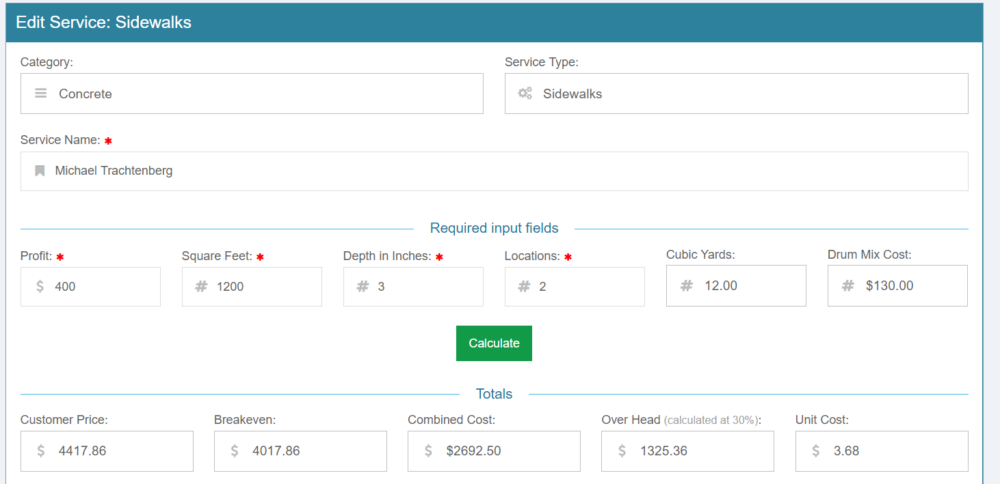 Edit Service: Sidewalks
Category: Service Type:
Concrete Sidewalks
Service Name: *
Michael Trachtenberg
Required input fields
Profit: * Square Feet: * Depth in Inches: * Locations: * Cubic Yards: Drum Mix Cost:
$ 400 # 1200 # 3 # 2 # 12.00 # $130.00
Calculate
Totals
Customer Price: Breakeven: Combined Cost: Over Head (calculated at 30%): Unit Cost:
$ 4417.86 $ 4017.86 $ $2692.50 $ 1325.36 $ 3.68